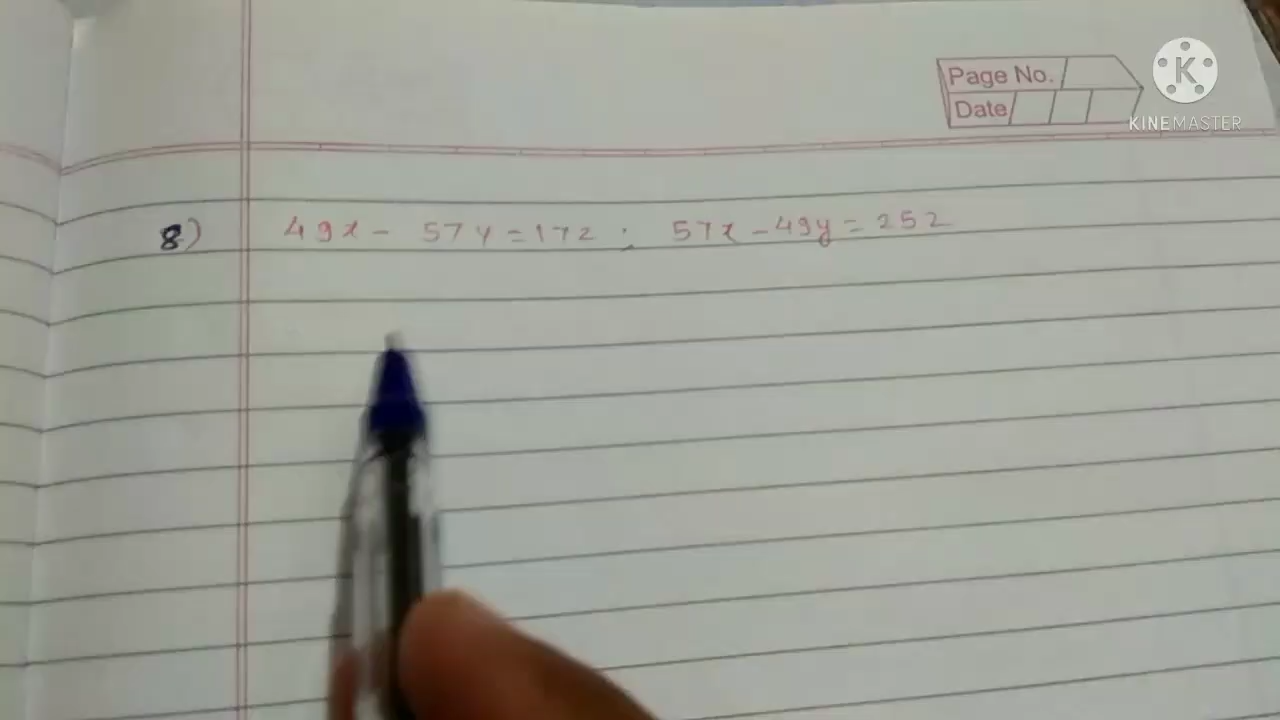 Page No.
Date
KINEMASTER
8) 49x - 57y = 172 ; 57x - 49y = 252